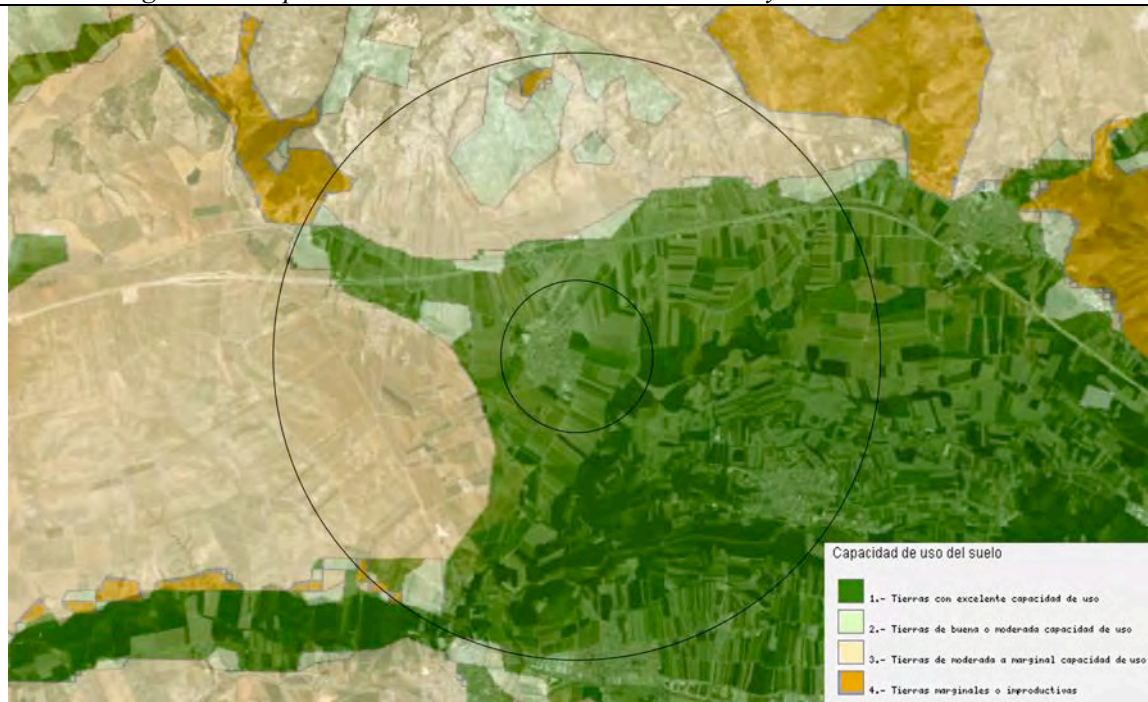 Capacidad de uso del suelo
1.- Tierras con excelente capacidad de uso
2.- Tierras de buena o moderada capacidad de uso
3.- Tierras de moderada a marginal capacidad de uso
4.- Tierras marginales o improductivas